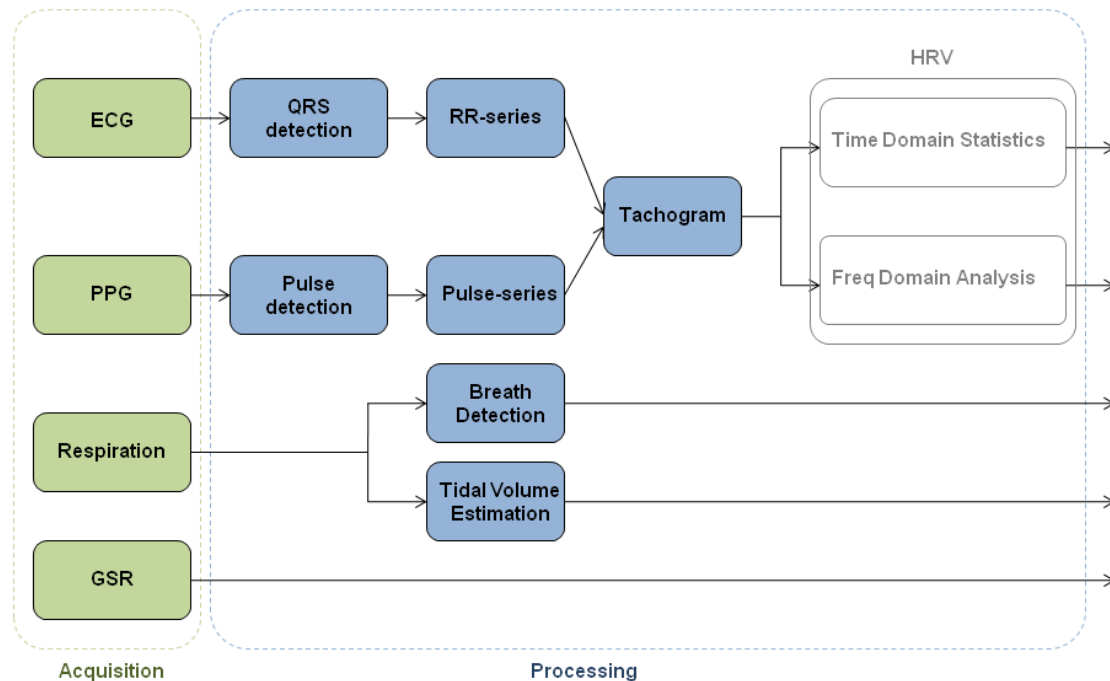 HRV
ECG
QRS
detection
RR-series
Time Domain Statistics
Tachogram
PPG
Pulse
detection
Pulse-series
Freq Domain Analysis
Respiration
Breath
Detection
Tidal Volume
Estimation
GSR
Acquisition
Processing